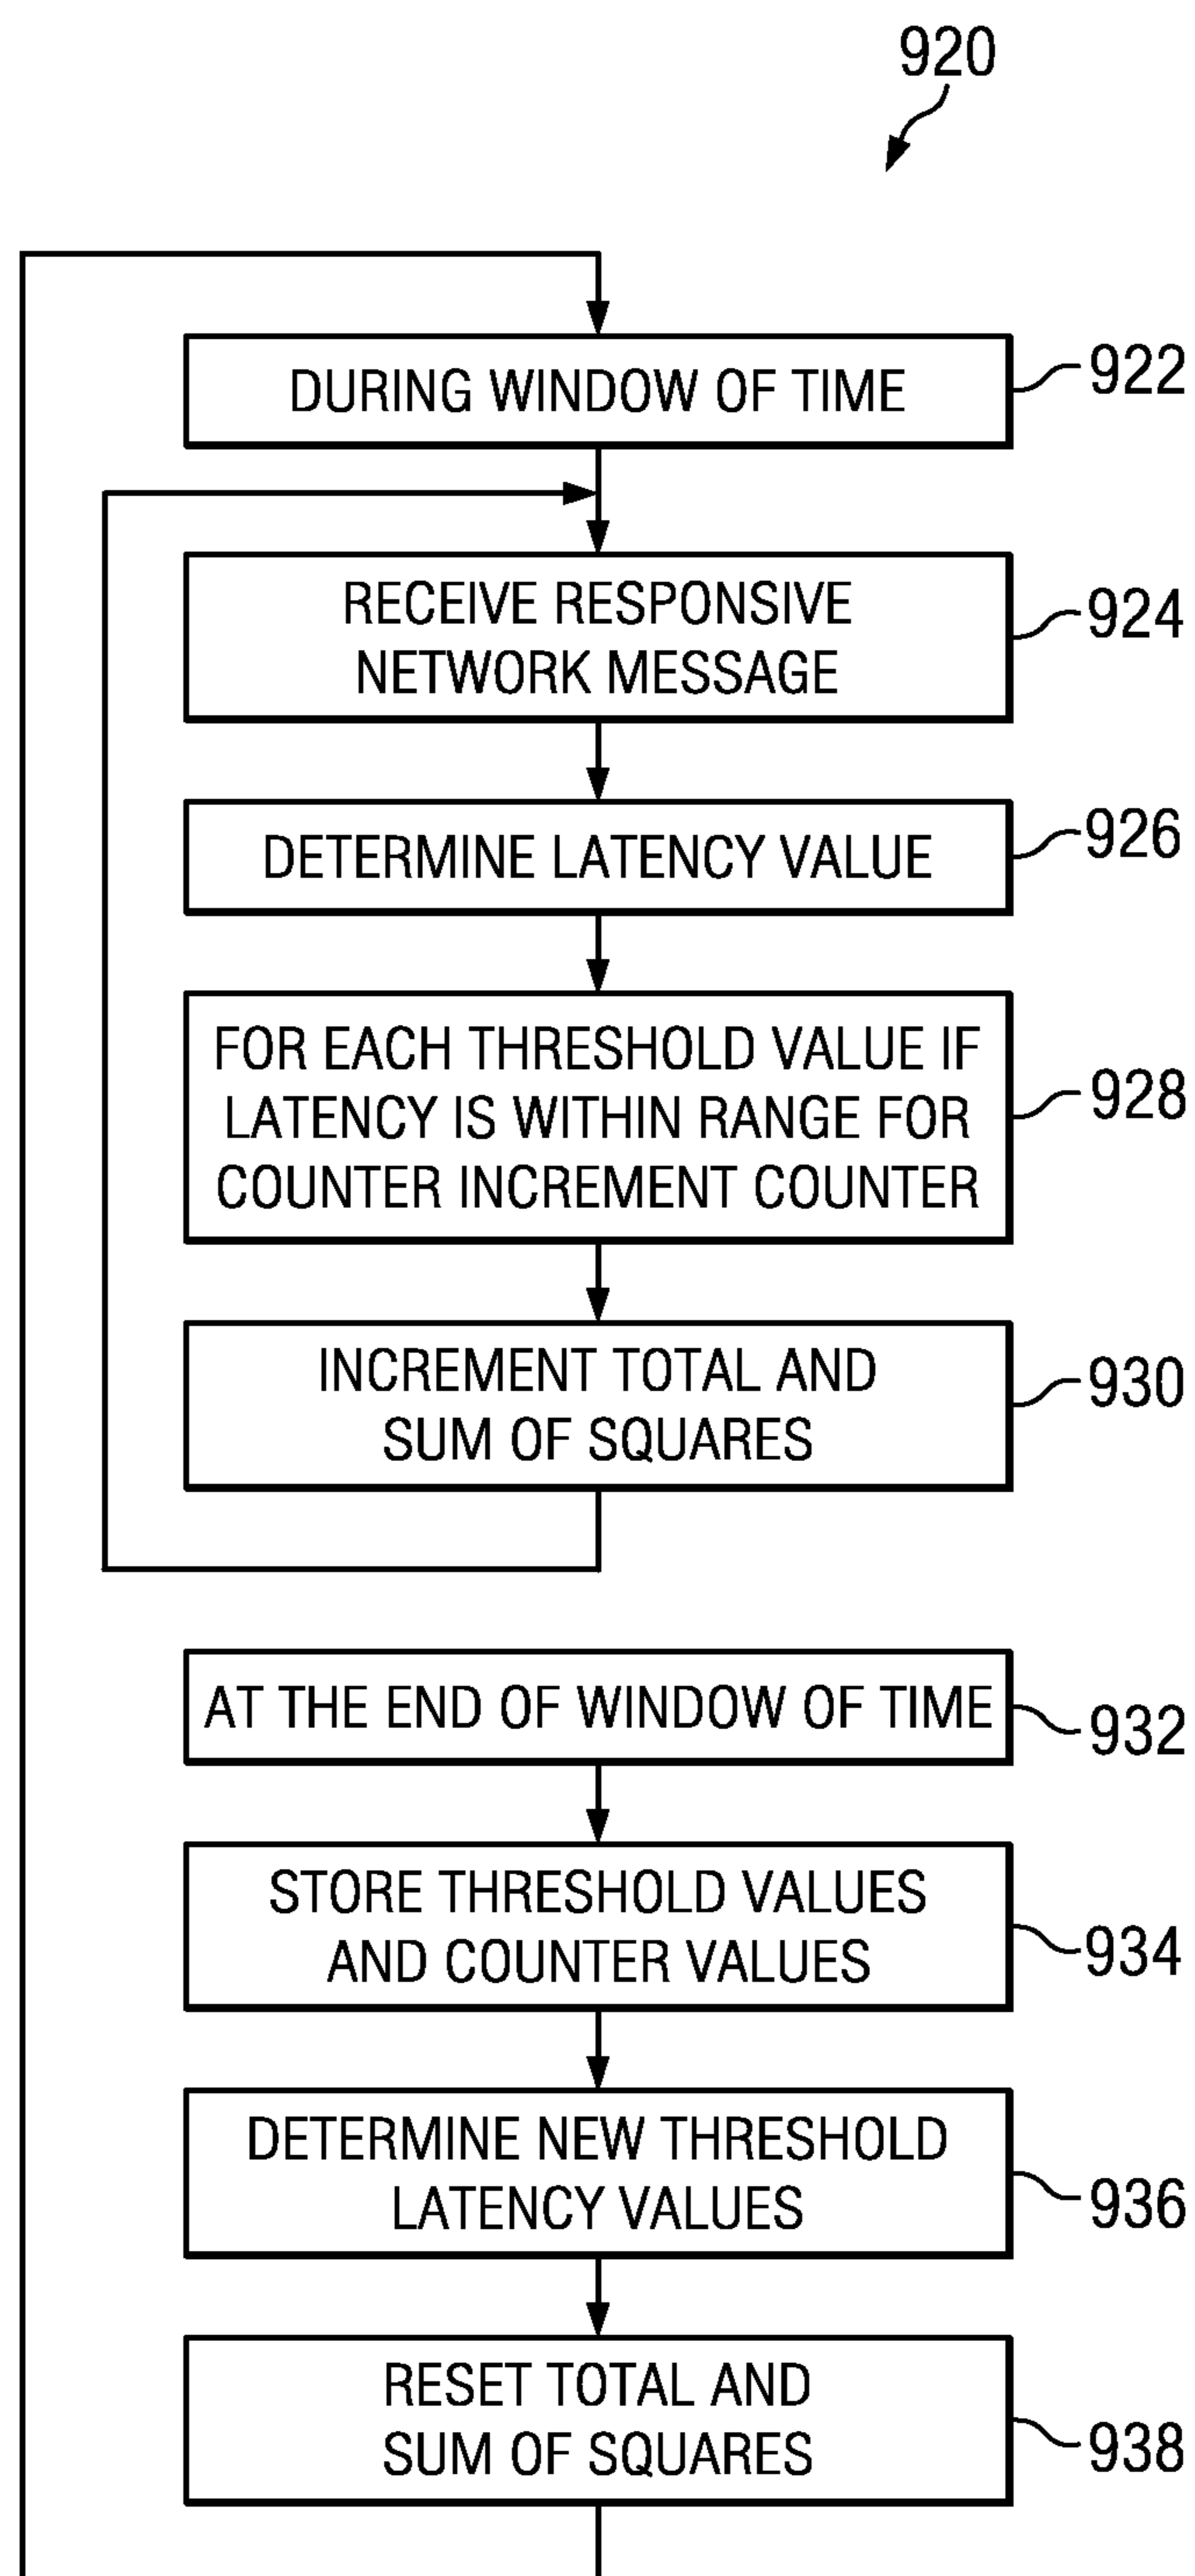 920
DURING WINDOW OF TIME
922
RECEIVE RESPONSIVE
NETWORK MESSAGE
924
DETERMINE LATENCY VALUE
926
FOR EACH THRESHOLD VALUE IF
LATENCY IS WITHIN RANGE FOR
COUNTER INCREMENT COUNTER
928
INCREMENT TOTAL AND
SUM OF SQUARES
930
AT THE END OF WINDOW OF TIME
932
STORE THRESHOLD VALUES
AND COUNTER VALUES
934
DETERMINE NEW THRESHOLD
LATENCY VALUES
936
RESET TOTAL AND
SUM OF SQUARES
938